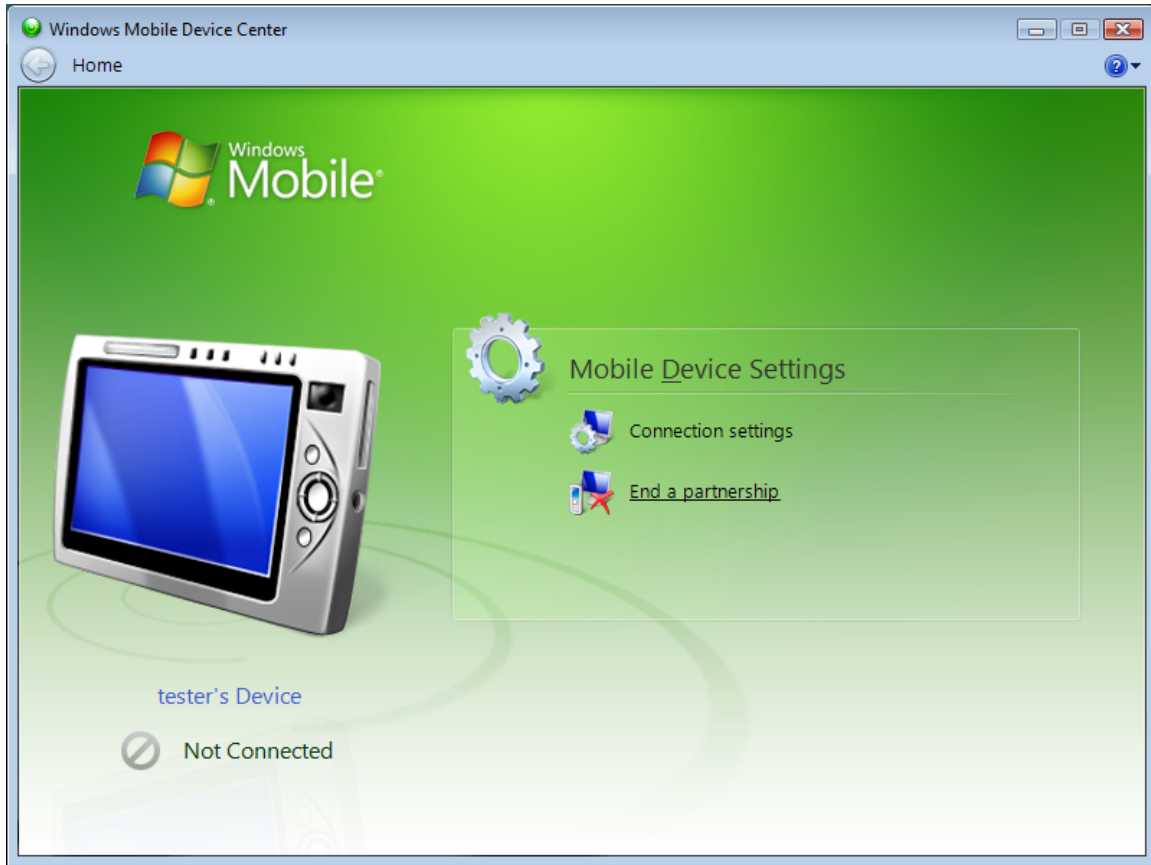 Windows Mobile Device Center
Home
Windows
Mobile®
Mobile Device Settings
Connection settings
End a partnership
tester's Device
Not Connected